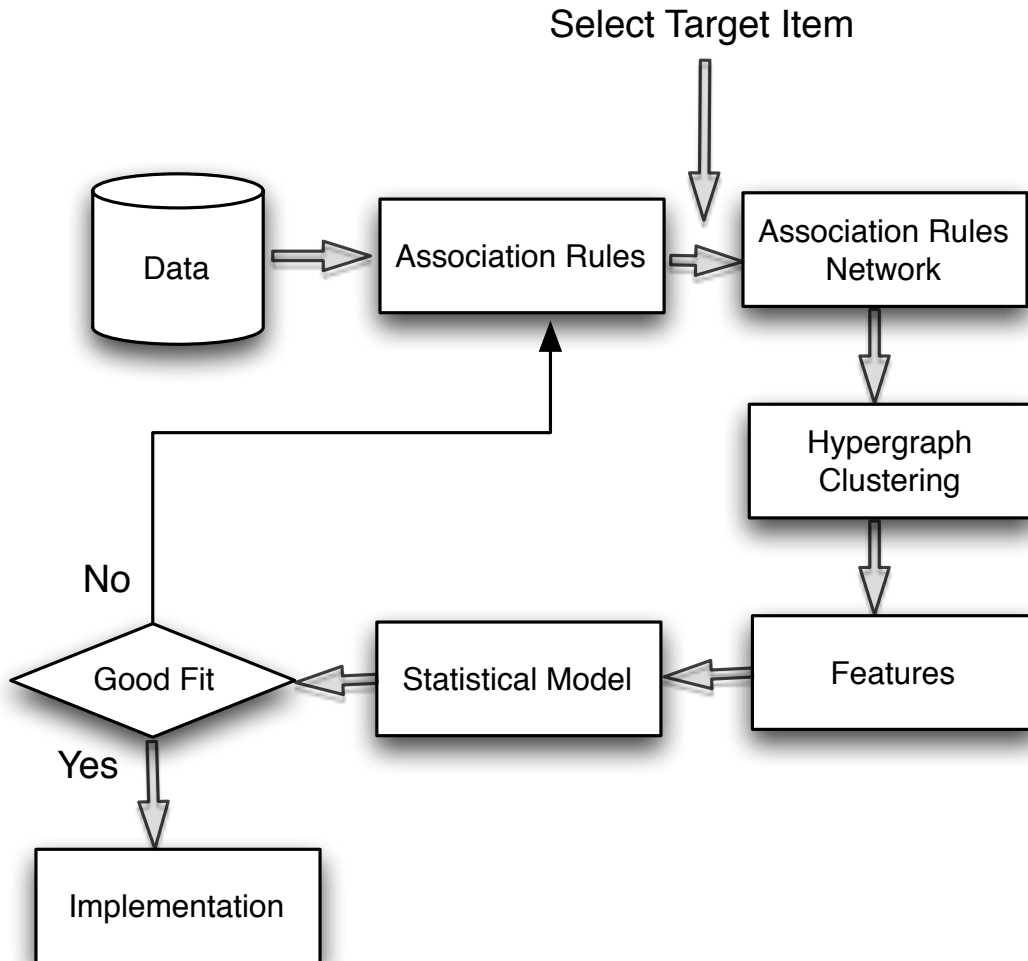 Select Target Item
Data
Association Rules
Association Rules
Network
Hypergraph
Clustering
No
Good Fit
Statistical Model
Features
Yes
Implementation